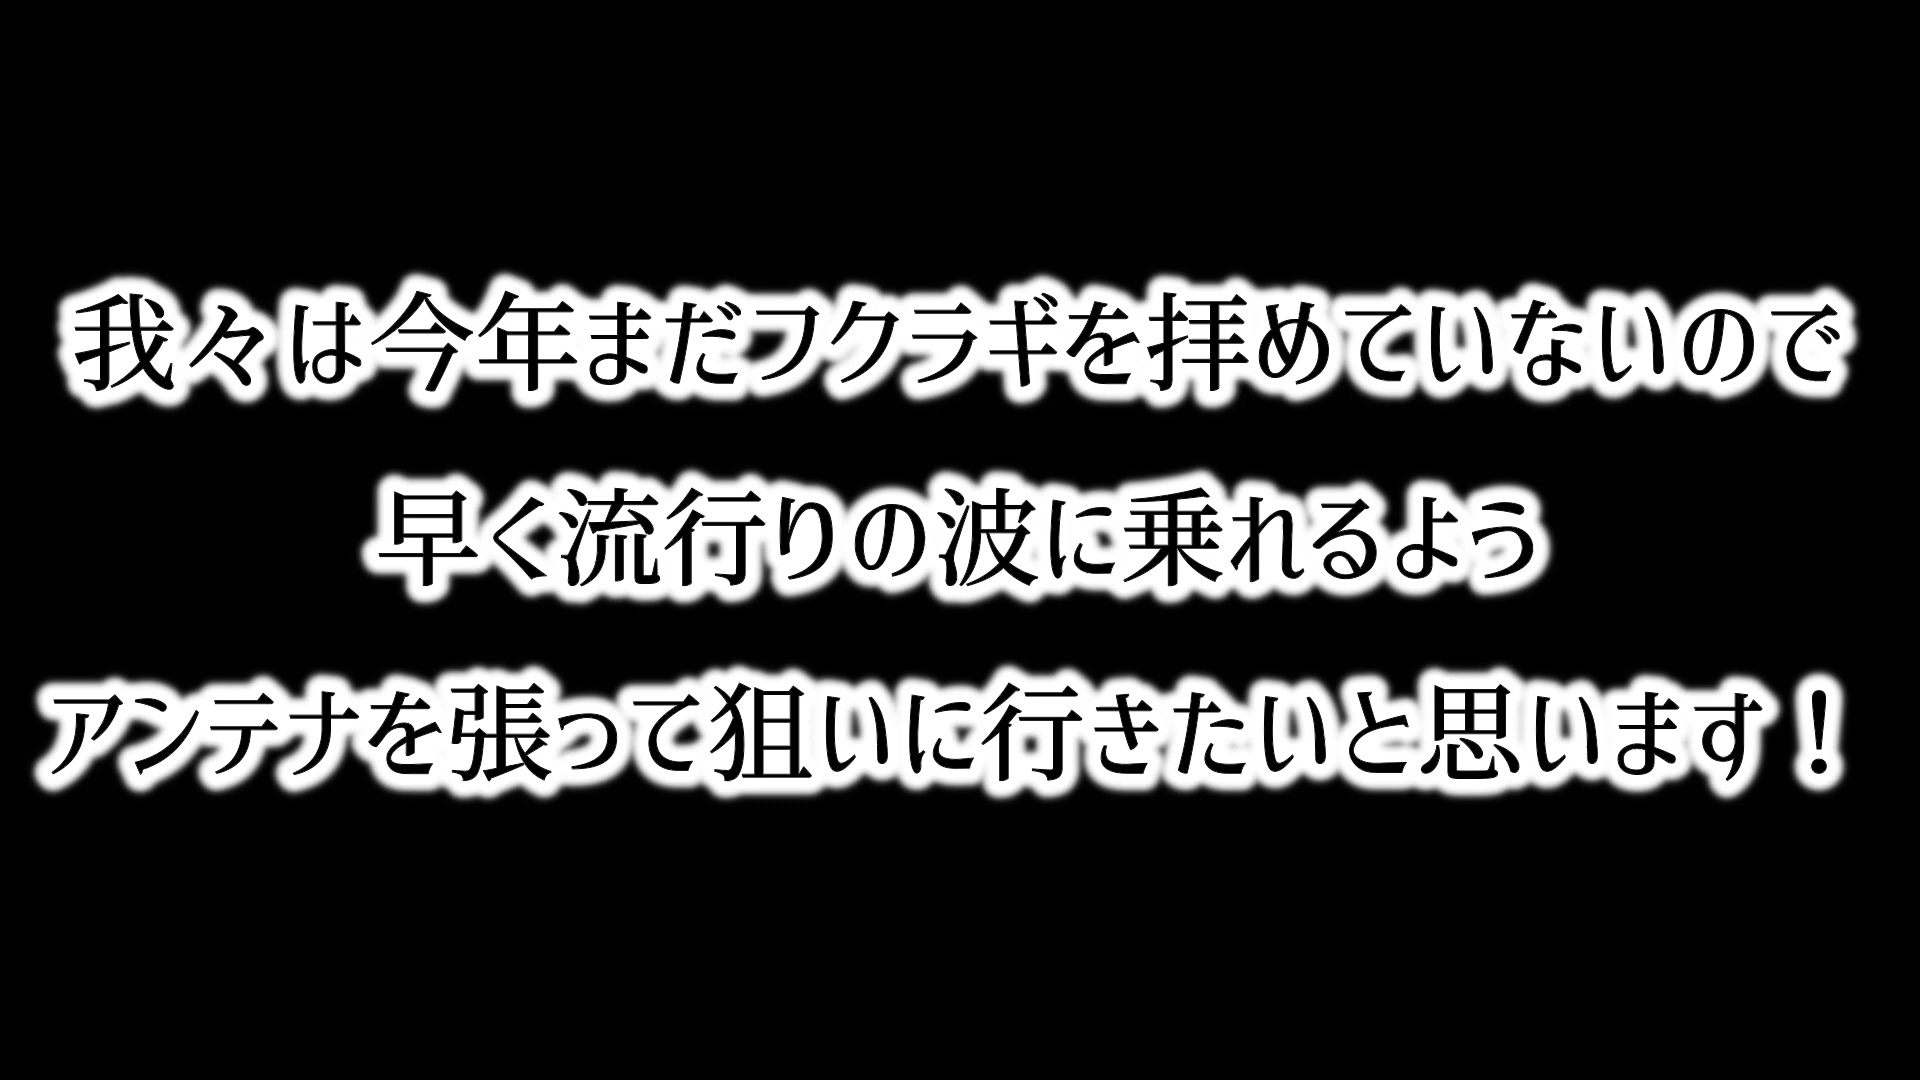 我々は今年まだフクラギを拝めていないので
早く流行りの波に乗れるよう
アンテナを張って狙いに行きたいと思います！